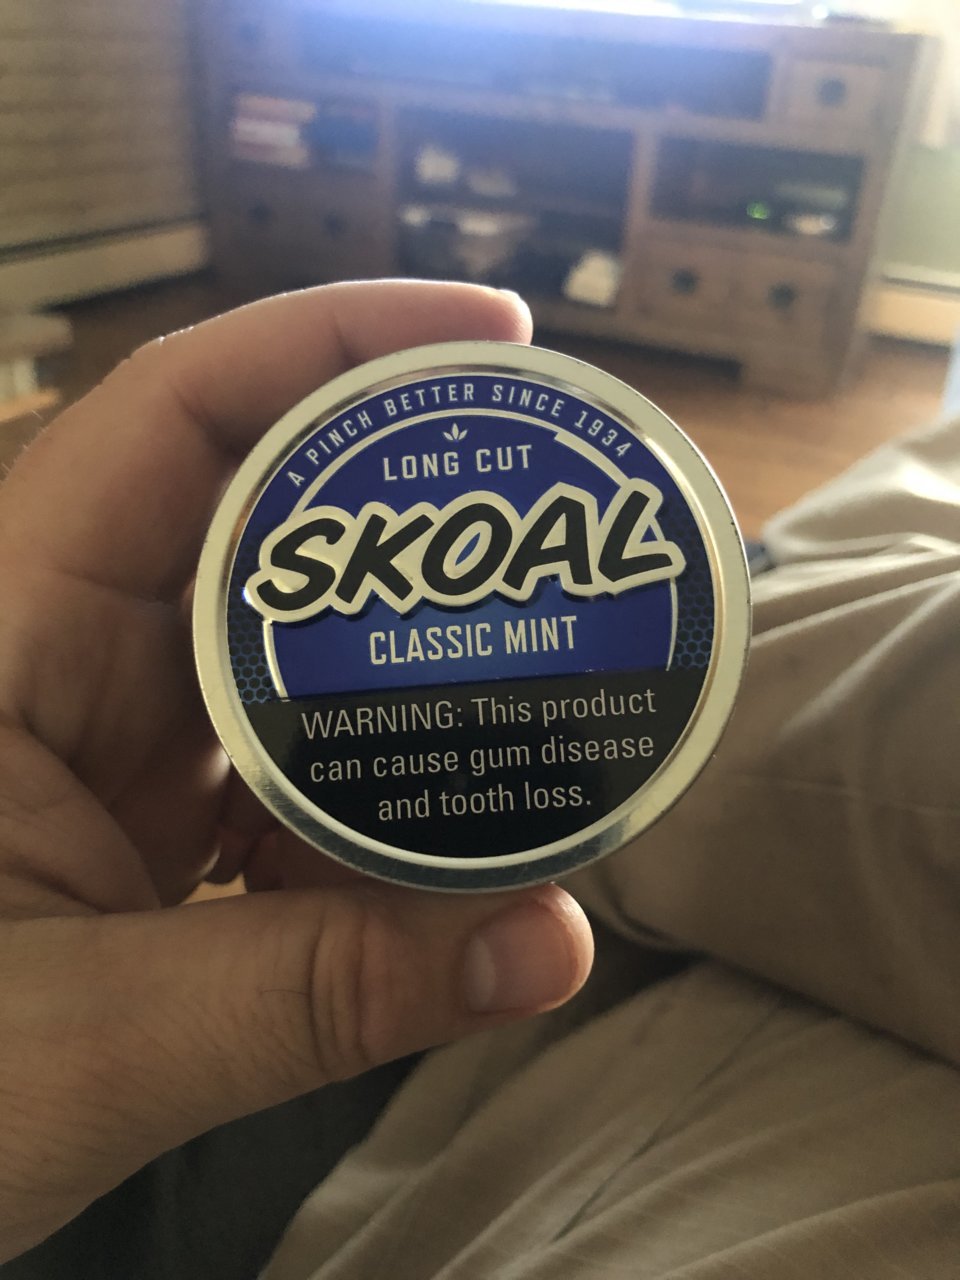 A PINCH BETTER SINCE 1934
LONG CUT
SKOAL
CLASSIC MINT
WARNING: This product
can cause gum disease
and tooth loss.